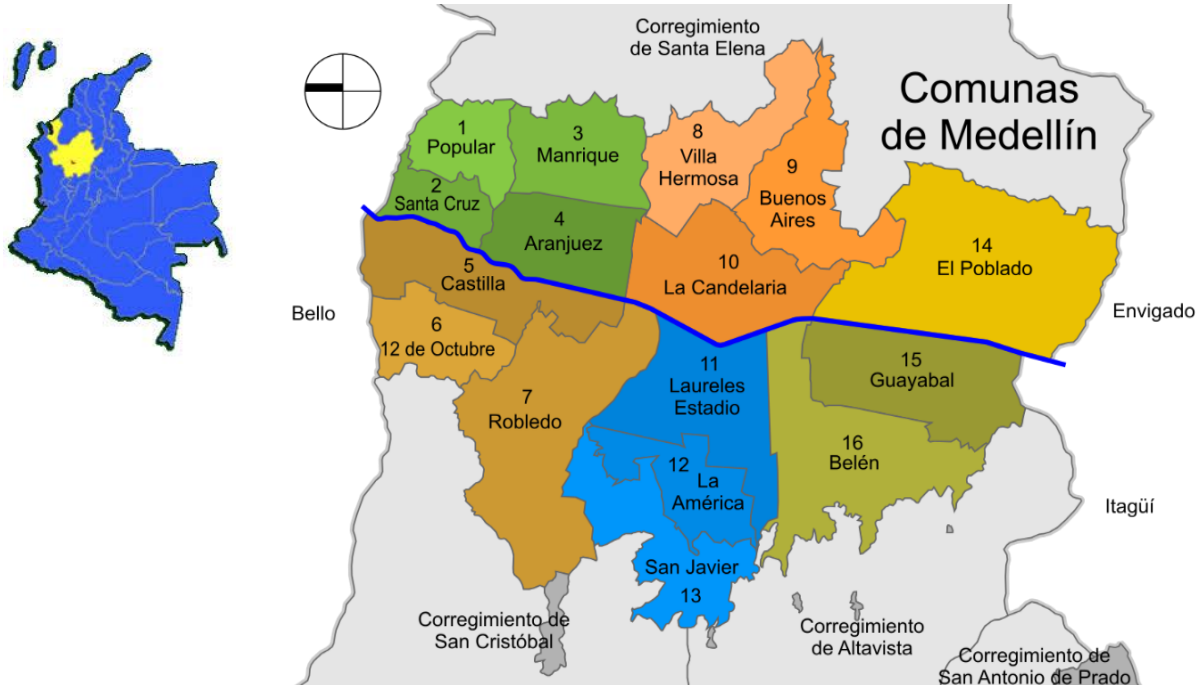 Corregimiento
de Santa Elena
Comunas
de Medellín
1
Popular
3
Manrique
8
Villa
Hermosa
9
Buenos
Aires
2
Santa Cruz
4
Aranjuez
14
El Poblado
5
Castilla
10
La Candelaria
Bello
Envigado
6
12 de Octubre
11
Laureles
Estadio
15
Guayabal
7
Robledo
16
Belén
12
La
América
Itagüí
San Javier
13
Corregimiento de
San Cristóbal
Corregimiento
de Altavista
Corregimiento de
San Antonio de Prado